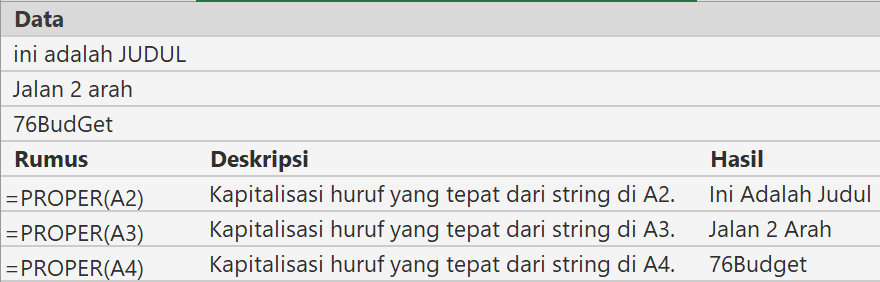 Data
ini adalah JUDUL
Jalan 2 arah
76BudGet
Rumus Deskripsi Hasil
=PROPER(A2) Kapitalisasi huruf yang tepat dari string di A2. Ini Adalah Judul
=PROPER(A3) Kapitalisasi huruf yang tepat dari string di A3. Jalan 2 Arah
=PROPER(A4) Kapitalisasi huruf yang tepat dari string di A4. 76Budget